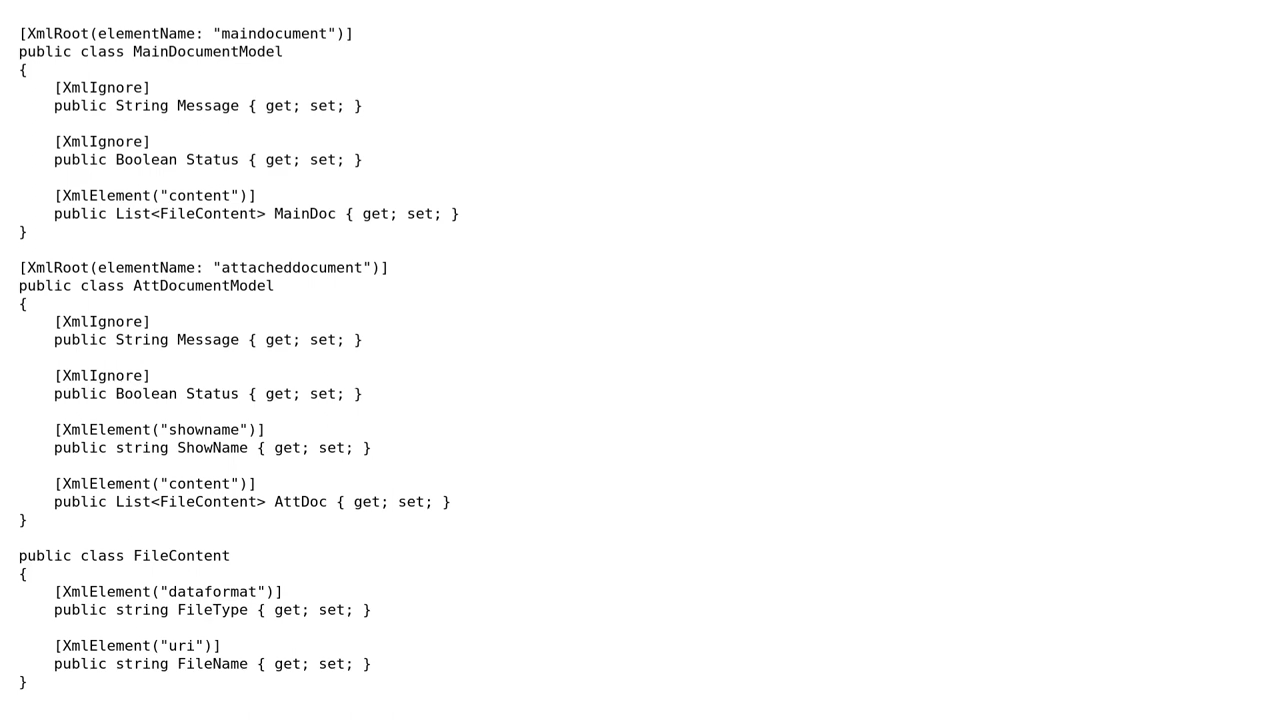 [XmlRoot(elementName: "maindocument")]
public class MainDocumentModel
{
    [XmlIgnore]
    public String Message { get; set; }

    [XmlIgnore]
    public Boolean Status { get; set; }

    [XmlElement("content")]
    public List<FileContent> MainDoc { get; set; }
}

[XmlRoot(elementName: "attacheddocument")]
public class AttDocumentModel
{
    [XmlIgnore]
    public String Message { get; set; }

    [XmlIgnore]
    public Boolean Status { get; set; }

    [XmlElement("showname")]
    public string ShowName { get; set; }

    [XmlElement("content")]
    public List<FileContent> AttDoc { get; set; }
}

public class FileContent
{
    [XmlElement("dataformat")]
    public string FileType { get; set; }

    [XmlElement("uri")]
    public string FileName { get; set; }
}